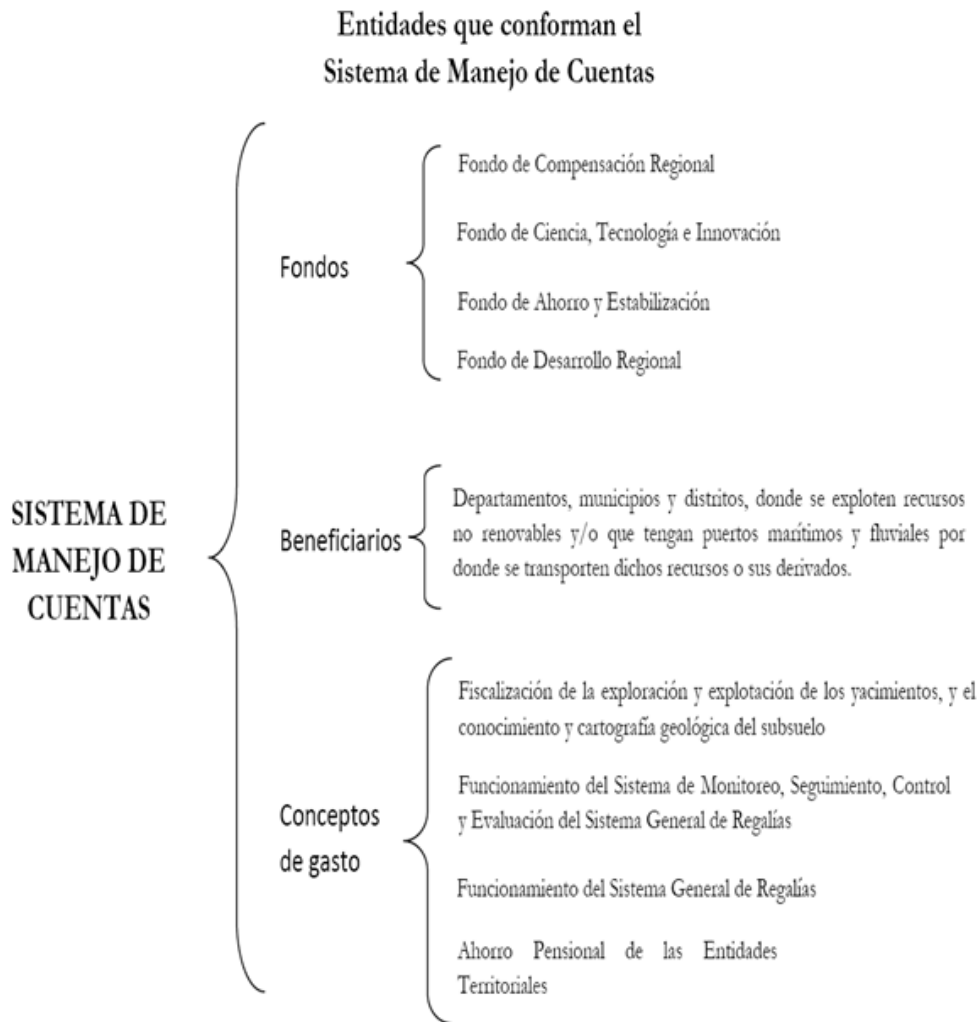 Entidades que conforman el
Sistema de Manejo de Cuentas
SISTEMA DE
MANEJO DE
CUENTAS
Fondos
Fondo de Compensación Regional
Fondo de Ciencia, Tecnología e Innovación
Fondo de Ahorro y Estabilización
Fondo de Desarrollo Regional
Beneficiarios
Departamentos, municipios y distritos, donde se exploten recursos
no renovables y/o que tengan puertos marítimos y fluviales por
donde se transporten dichos recursos o sus derivados.
Conceptos
de gasto
Fiscalización de la exploración y explotación de los yacimientos, y el
conocimiento y cartografía geológica del subsuelo
Funcionamiento del Sistema de Monitoreo, Seguimiento, Control
y Evaluación del Sistema General de Regalías
Funcionamiento del Sistema General de Regalías
Ahorro Pensional de las Entidades
Territoriales